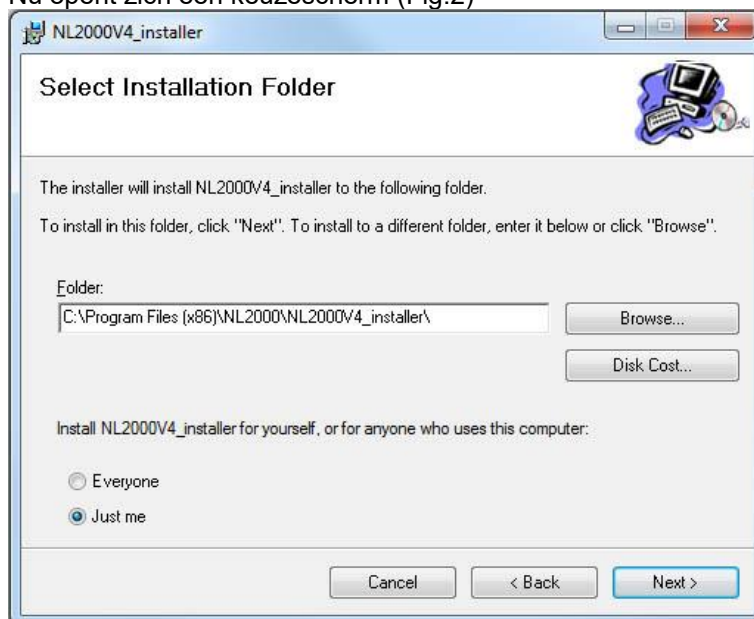 Nu opent zich een keuzescherm (Fig.2)
NL2000V4_installer
Select Installation Folder
The installer will install NL2000V4_installer to the following folder.
To install in this folder, click "Next". To install to a different folder, enter it below or click "Browse".
Folder:
C:\Program Files (x86)\NL2000\NL2000V4_installer\
Browse...
Disk Cost...
Install NL2000V4_installer for yourself, or for anyone who uses this computer:
Everyone
Just me
Cancel
< Back
Next >